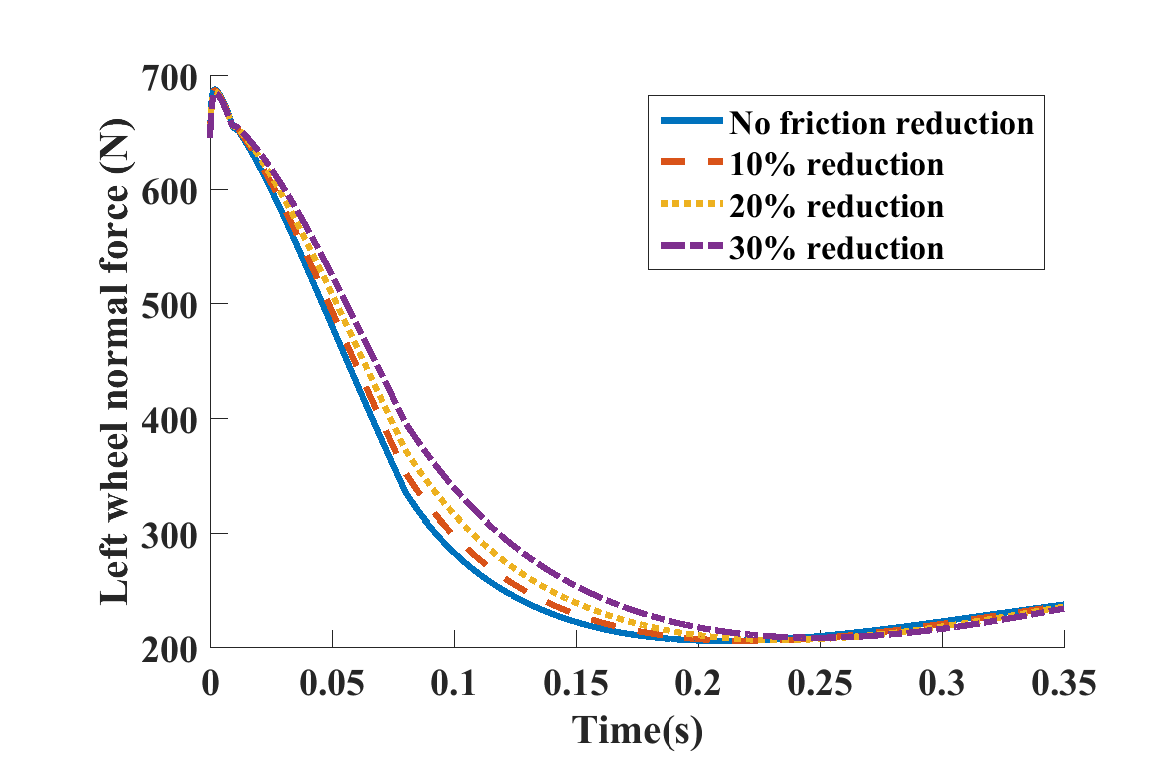 700
600
500
400
300
200
Left wheel normal force (N)
No friction reduction
10% reduction
20% reduction
30% reduction
0
0.05
0.1
0.15
0.2
0.25
0.3
0.35
Time(s)